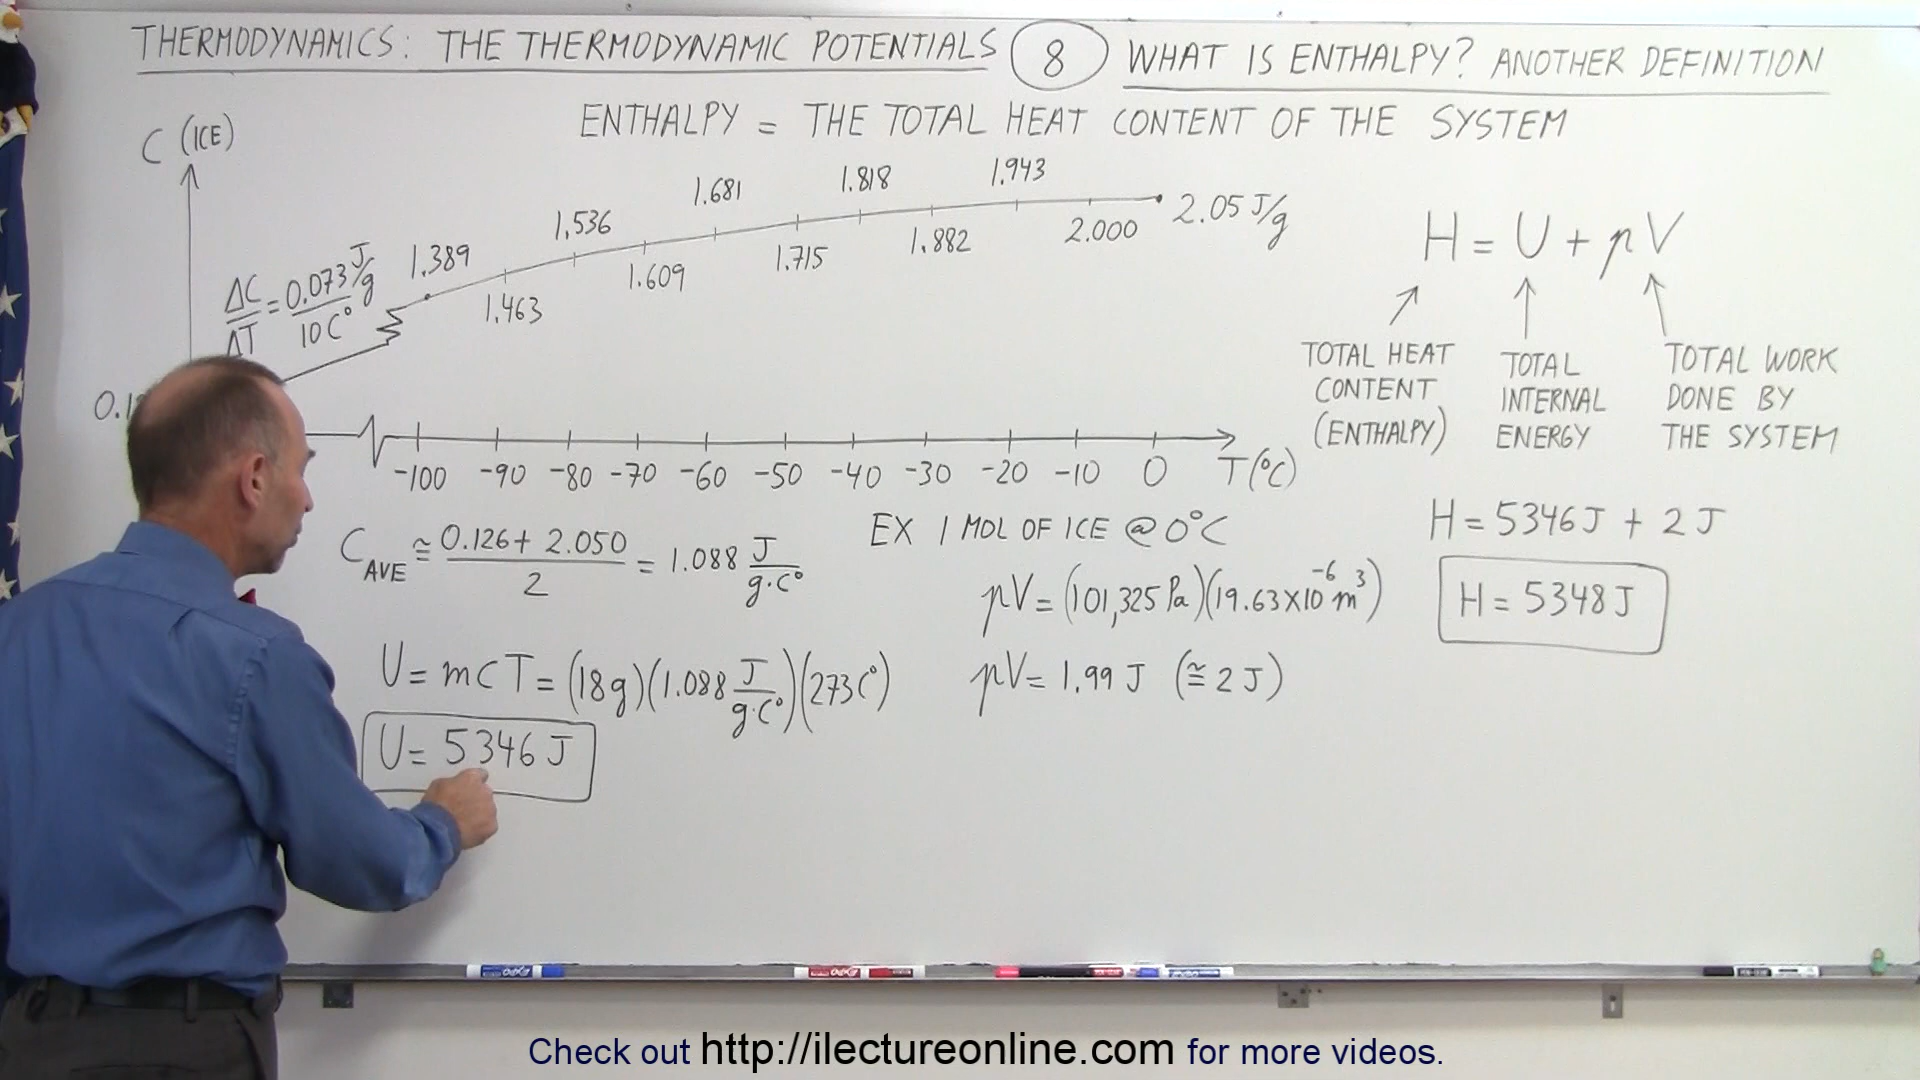 THERMODYNAMICS: THE THERMODYNAMIC POTENTIALS 8 WHAT IS ENTHALPY? ANOTHER DEFINITION
ENTHALPY = THE TOTAL HEAT CONTENT OF THE SYSTEM
C (ICE)
1.389
1.463
1.536
1.609
1.681
1.715
1.818
1.882
1.943
2.000
2.05 J/g
ΔC/ΔT = 0.073 J/g / 10 C°
-100 -90 -80 -70 -60 -50 -40 -30 -20 -10 0 T(°C)
H = U + pV
TOTAL HEAT
CONTENT
(ENTHALPY)
TOTAL
INTERNAL
ENERGY
TOTAL WORK
DONE BY
THE SYSTEM
C AVE ≅ (0.126 + 2.050)/2 = 1.088 J/g·C°
U = mCT = (18g)(1.088 J/g·C°)(273C°)
U = 5346 J
EX 1 MOL OF ICE @ 0°C
pV = (101,325 Pa)(19.63×10⁻⁶ m³)
pV = 1.99 J (≅ 2 J)
H = 5346 J + 2 J
H = 5348 J
Check out http://ilectureonline.com for more videos.